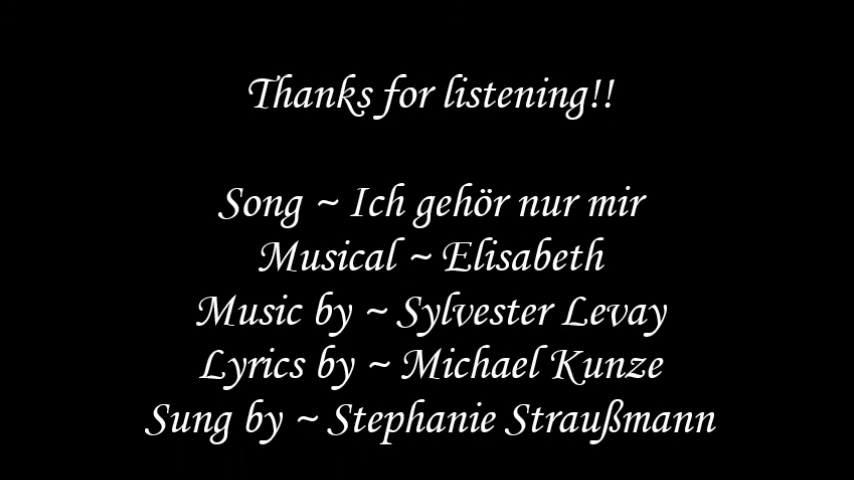 Thanks for listening!!
Song ~ Ich gehör nur mir
Musical ~ Elisabeth
Music by ~ Sylvester Levay
Lyrics by ~ Michael Kunze
Sung by ~ Stephanie Straußmann